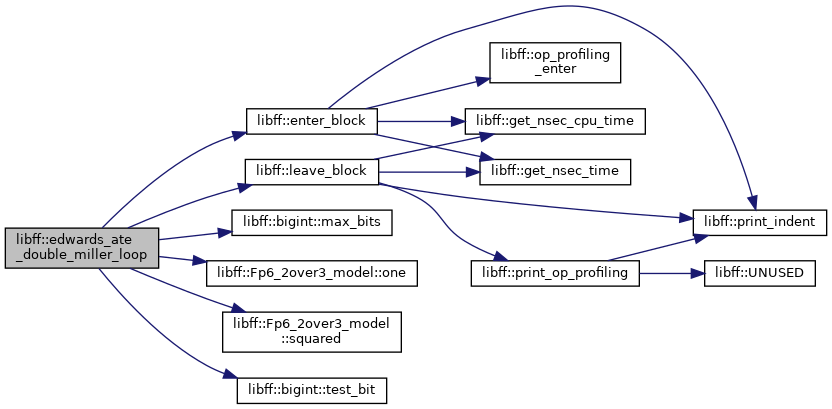 libff::edwards_ate
_double_miller_loop
libff::enter_block
libff::leave_block
libff::bigint::max_bits
libff::Fp6_2over3_model::one
libff::Fp6_2over3_model
::squared
libff::bigint::test_bit
libff::op_profiling
_enter
libff::get_nsec_cpu_time
libff::get_nsec_time
libff::print_op_profiling
libff::print_indent
libff::UNUSED